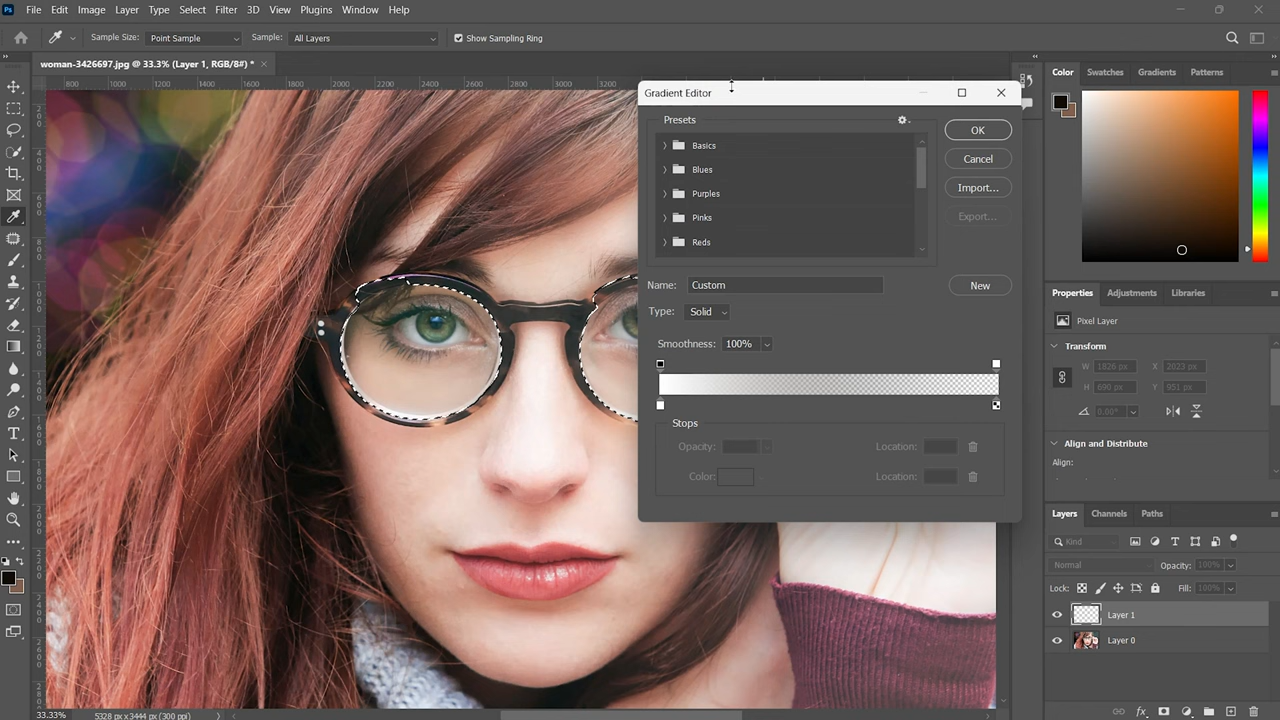 Ps File Edit Image Layer Type Select Filter 3D View Plugins Window Help
Sample Size: Point Sample Sample: All Layers Show Sampling Ring
woman-3426697.jpg @ 33.3% (Layer 1, RGB/8#) *
800 1000 1200 1400 1600 1800 2000 2200 2400 2600 2800 3000 3200
Gradient Editor
Presets
Basics
Blues
Purples
Pinks
Reds
OK
Cancel
Import...
Export...
Name: Custom
New
Type: Solid
Smoothness: 100%
Stops
Opacity: Location:
Color: Location:
Color Swatches Gradients Patterns
Properties Adjustments Libraries
Pixel Layer
Transform
W 1826 px X 2023 px
H 690 px Y 951 px
0.00°
Align and Distribute
Align:
Layers Channels Paths
Kind
Normal Opacity: 100%
Lock: Fill: 100%
Layer 1
Layer 0
33.33% 5328 px x 3444 px (300 ppi)